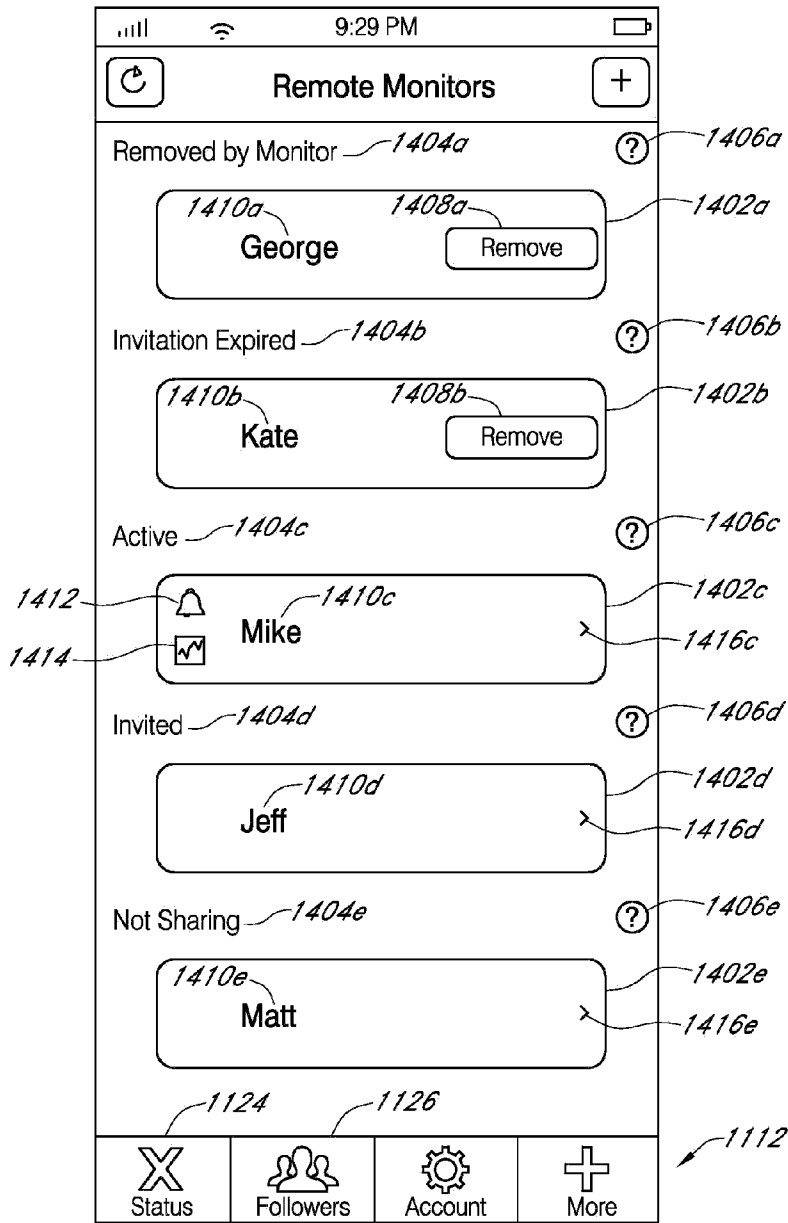 9:29 PM
Remote Monitors +
Removed by Monitor 1404a ? 1406a
1410a 1408a 1402a
George Remove
Invitation Expired 1404b ? 1406b
1410b 1408b 1402b
Kate Remove
Active 1404c ? 1406c
1412 1410c 1402c
Mike > 1416c
1414
Invited 1404d ? 1406d
1410d 1402d
Jeff > 1416d
Not Sharing 1404e ? 1406e
1410e 1402e
Matt > 1416e
1124 1126 1112
Status Followers Account More